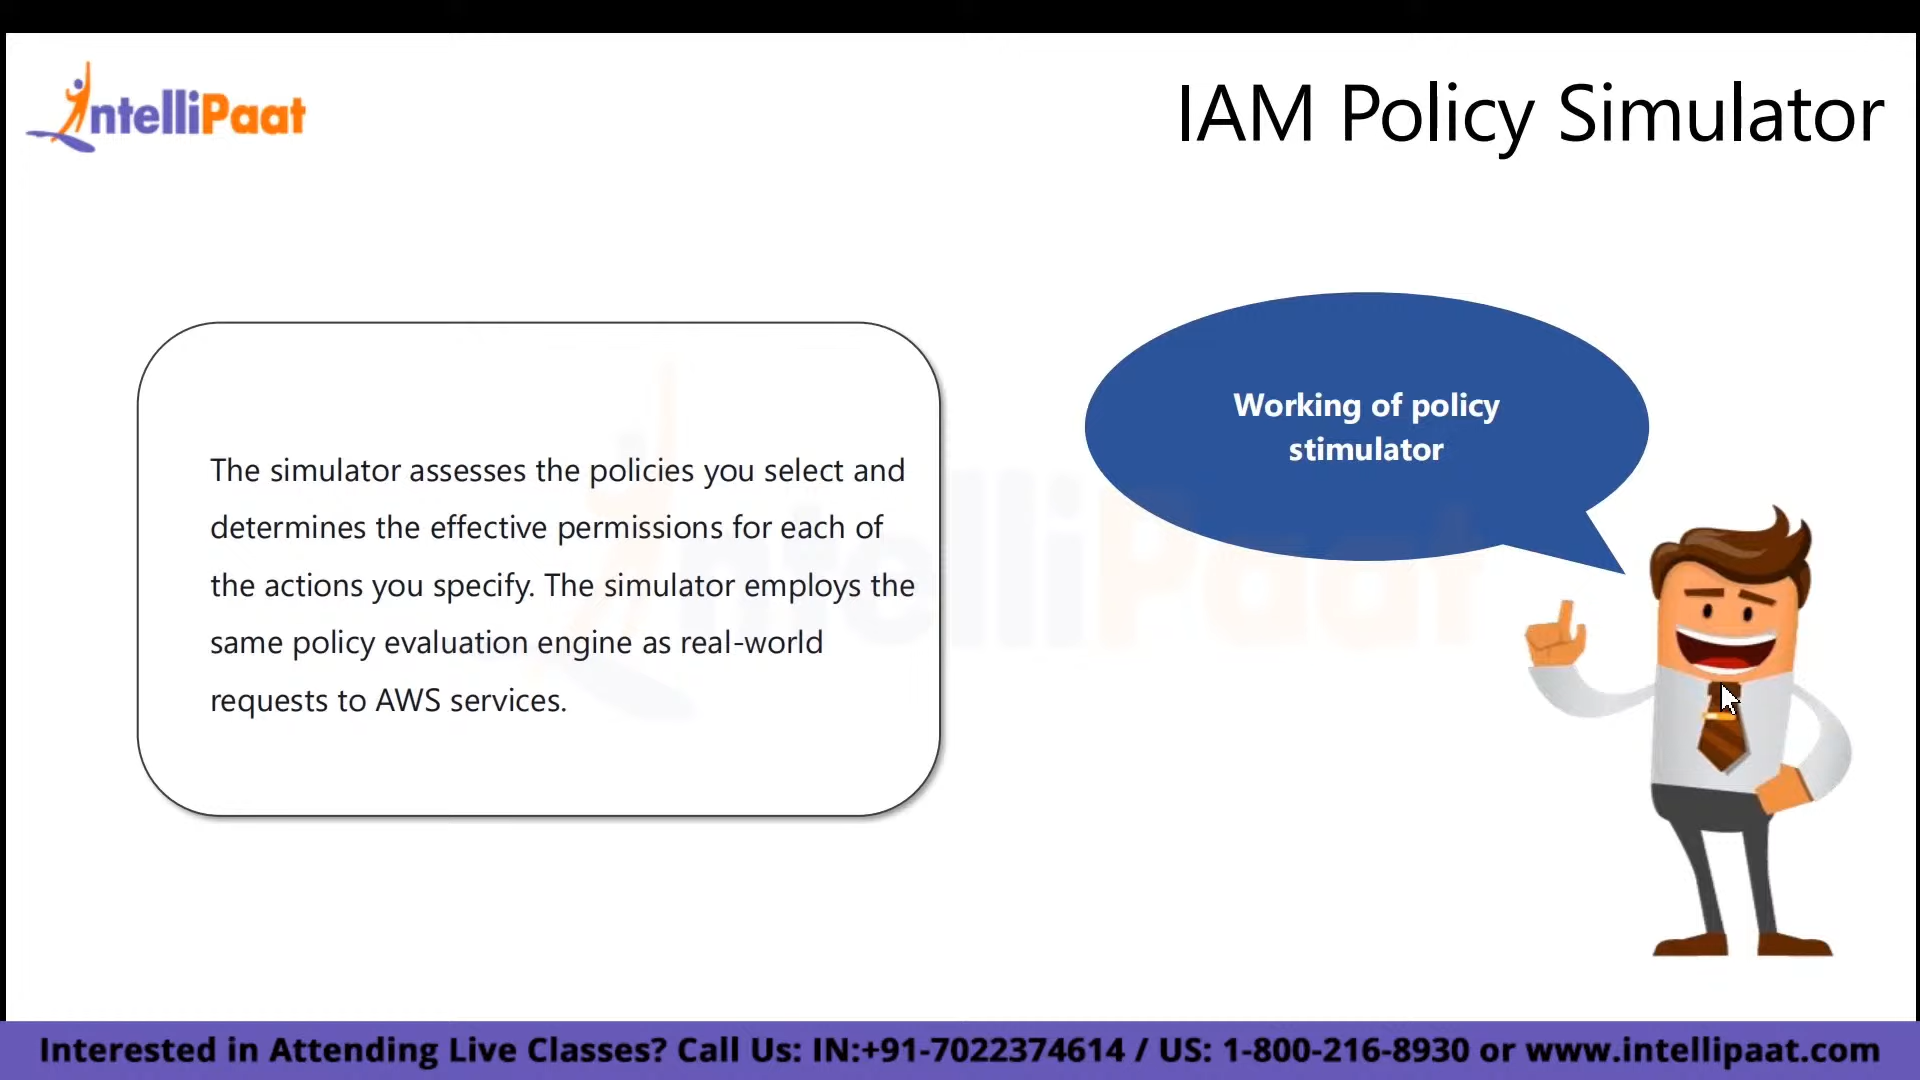 IntelliPaat
IAM Policy Simulator
The simulator assesses the policies you select and
determines the effective permissions for each of
the actions you specify. The simulator employs the
same policy evaluation engine as real-world
requests to AWS services.
Working of policy
stimulator
IntelliPaat
Interested in Attending Live Classes? Call Us: IN:+91-7022374614 / US: 1-800-216-8930 or www.intellipaat.com